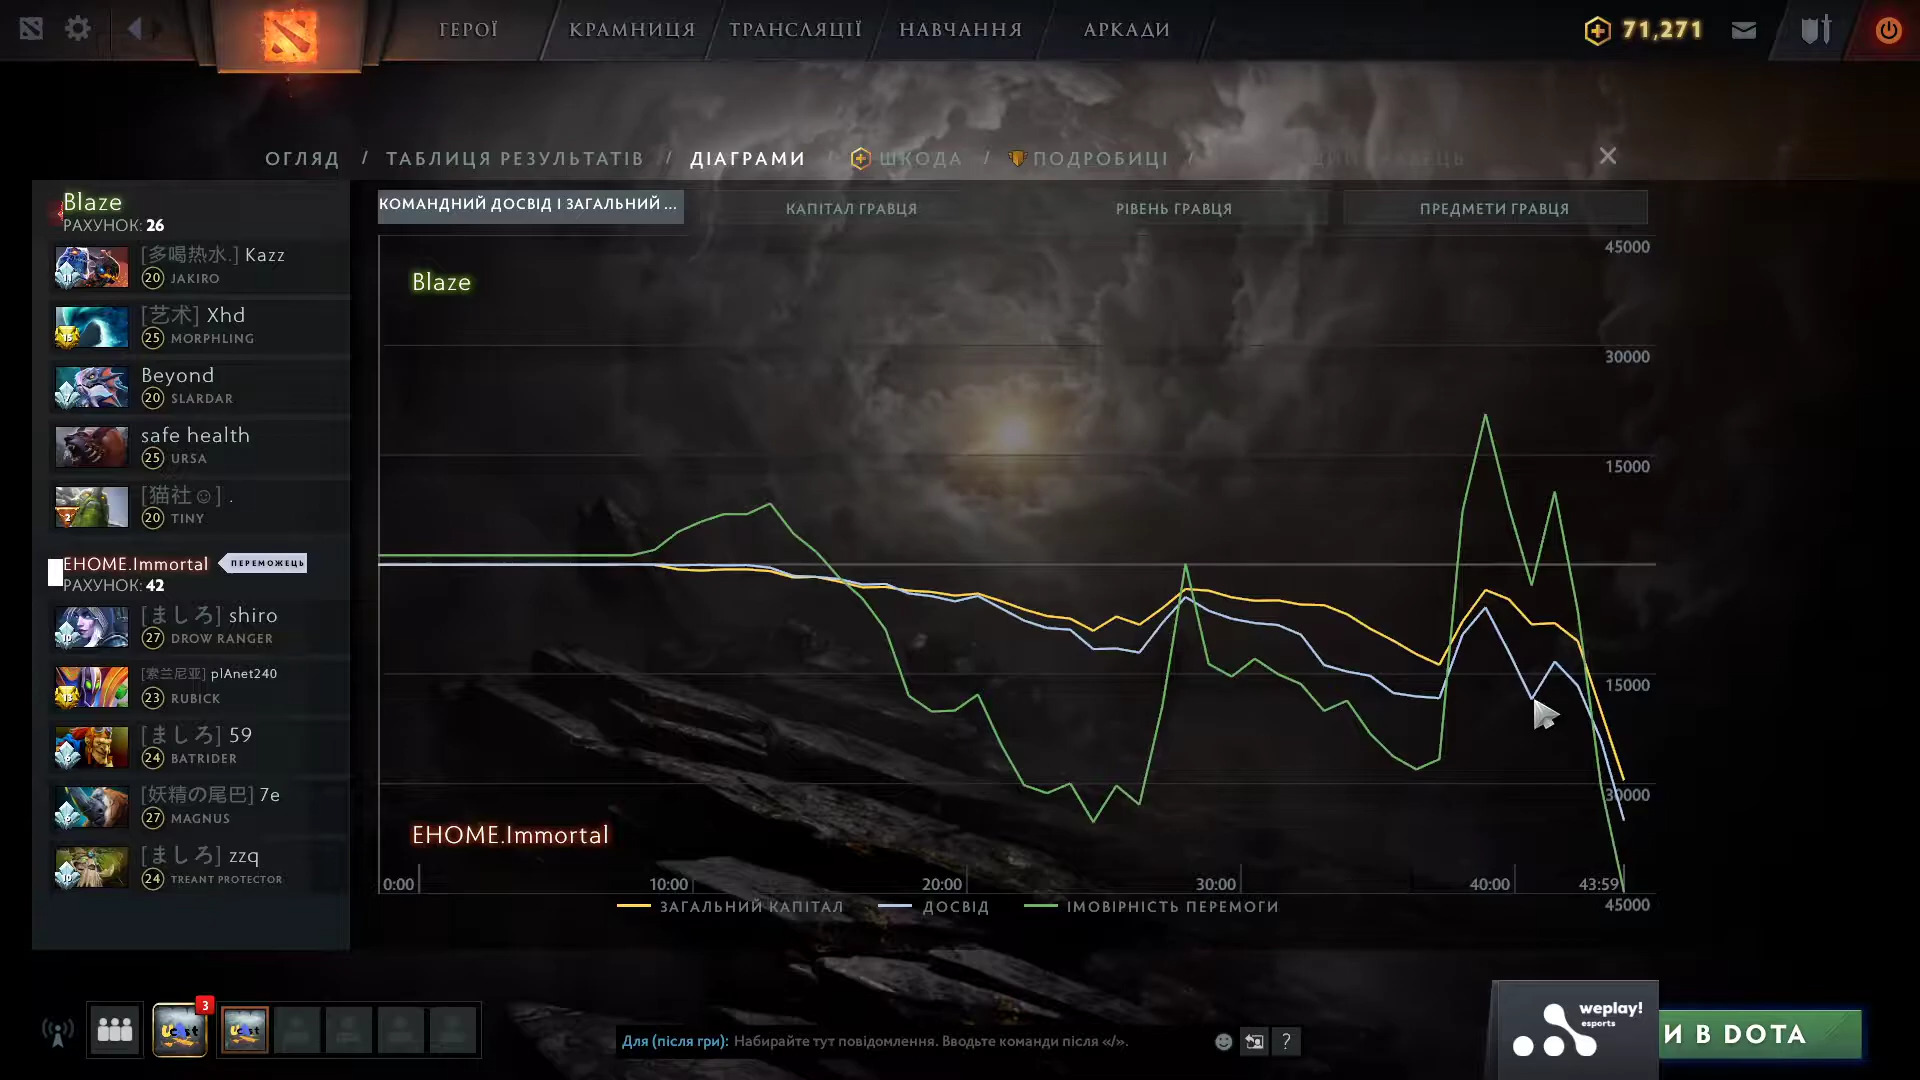 ГЕРОЇ
КРАМНИЦЯ
ТРАНСЛЯЦІЇ
НАВЧАННЯ
АРКАДИ
71,271
ОГЛЯД / ТАБЛИЦЯ РЕЗУЛЬТАТІВ / ДІАГРАМИ / ШКОДА / ПОДРОБИЦІ /
КОМАНДНИЙ ДОСВІД І ЗАГАЛЬНИЙ ...
КАПІТАЛ ГРАВЦЯ
РІВЕНЬ ГРАВЦЯ
ПРЕДМЕТИ ГРАВЦЯ
Blaze
РАХУНОК: 26
[多喝热水.] Kazz
20 JAKIRO
[艺术] Xhd
25 MORPHLING
Beyond
20 SLARDAR
safe health
25 URSA
[猫社☺] .
20 TINY
EHOME.Immortal
ПЕРЕМОЖЕЦЬ
РАХУНОК: 42
[ましろ] shiro
27 DROW RANGER
[索兰尼亚] plAnet240
23 RUBICK
[ましろ] 59
24 BATRIDER
[妖精の尾巴] 7e
27 MAGNUS
[ましろ] zzq
24 TREANT PROTECTOR
Blaze
EHOME.Immortal
45000
30000
15000
15000
30000
45000
0:00
10:00
20:00
30:00
40:00
43:59
ЗАГАЛЬНИЙ КАПІТАЛ
ДОСВІД
ІМОВІРНІСТЬ ПЕРЕМОГИ
3
Для (після гри): Набирайте тут повідомлення. Вводьте команди після «/».
?
weplay!
esports
И В DOTA